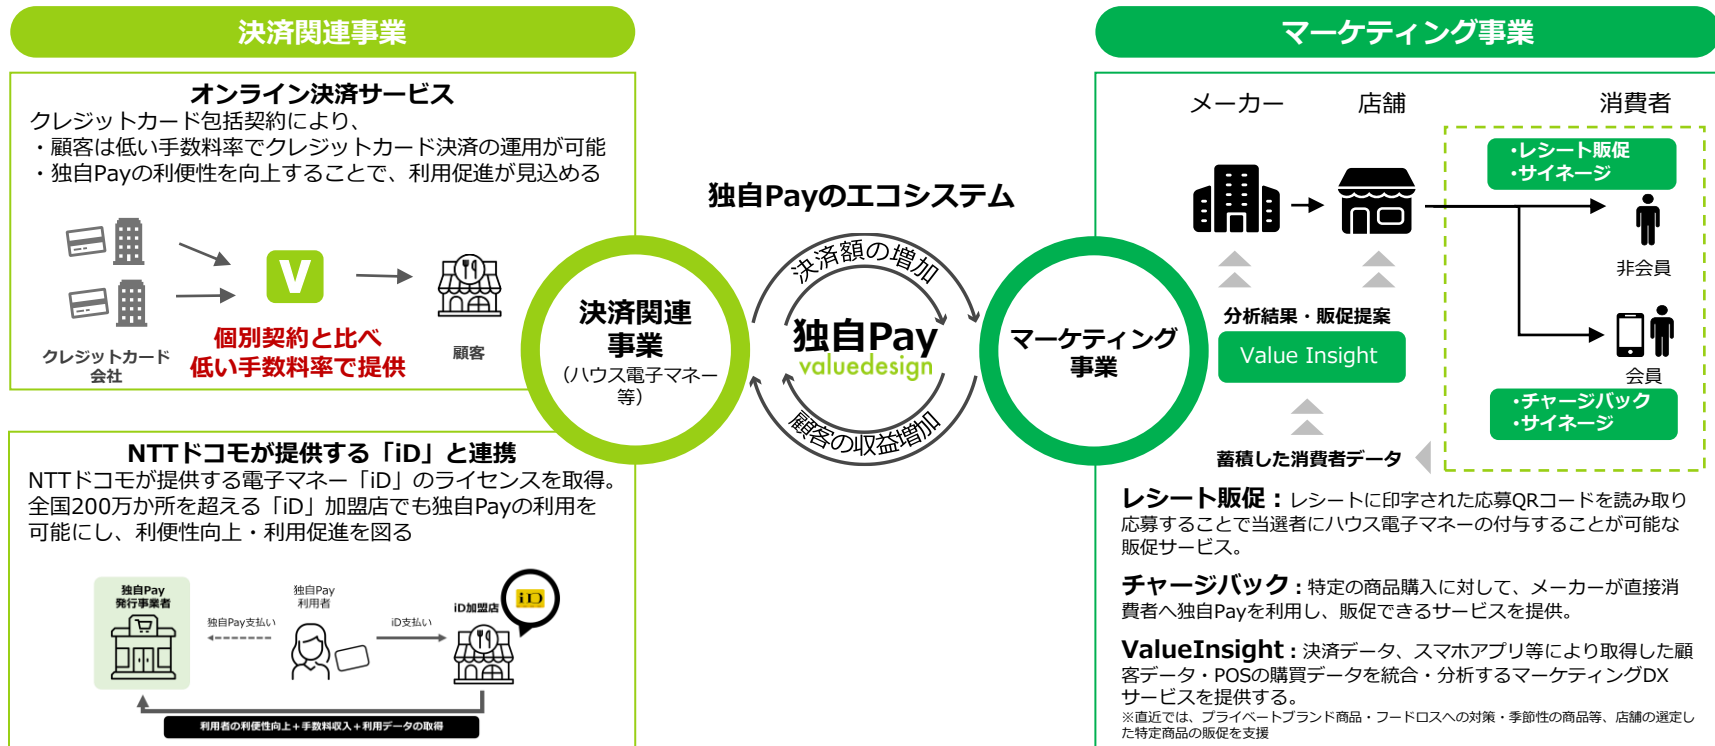 決済関連事業
オンライン決済サービス
クレジットカード包括契約により、
・顧客は低い手数料率でクレジットカード決済の運用が可能
・独自Payの利便性を向上することで、利用促進が見込める
V
クレジットカード
会社
個別契約と比べ
低い手数料率で提供
顧客
NTTドコモが提供する「iD」と連携
NTTドコモが提供する電子マネー「iD」のライセンスを取得。
全国200万か所を超える「iD」加盟店でも独自Payの利用を
可能にし、利便性向上・利用促進を図る
独自Pay
発行事業者
独自Pay支払い
独自Pay
利用者
iD支払い
iD加盟店
iD
利用者の利便性向上＋手数料収入＋利用データの取得
独自Payのエコシステム
決済関連
事業
（ハウス電子マネー
等）
決済額の増加
独自Pay
valuedesign
顧客の収益増加
マーケティング
事業
マーケティング事業
メーカー
店舗
消費者
・レシート販促
・サイネージ
非会員
会員
・チャージバック
・サイネージ
分析結果・販促提案
Value Insight
蓄積した消費者データ
レシート販促：レシートに印字された応募QRコードを読み取り
応募することで当選者にハウス電子マネーの付与することが可能な
販促サービス。
チャージバック：特定の商品購入に対して、メーカーが直接消
費者へ独自Payを利用し、販促できるサービスを提供。
ValueInsight：決済データ、スマホアプリ等により取得した顧
客データ・POSの購買データを統合・分析するマーケティングDX
サービスを提供する。
※直近では、プライベートブランド商品・フードロスへの対策・季節性の商品等、店舗の選定し
た特定商品の販促を支援